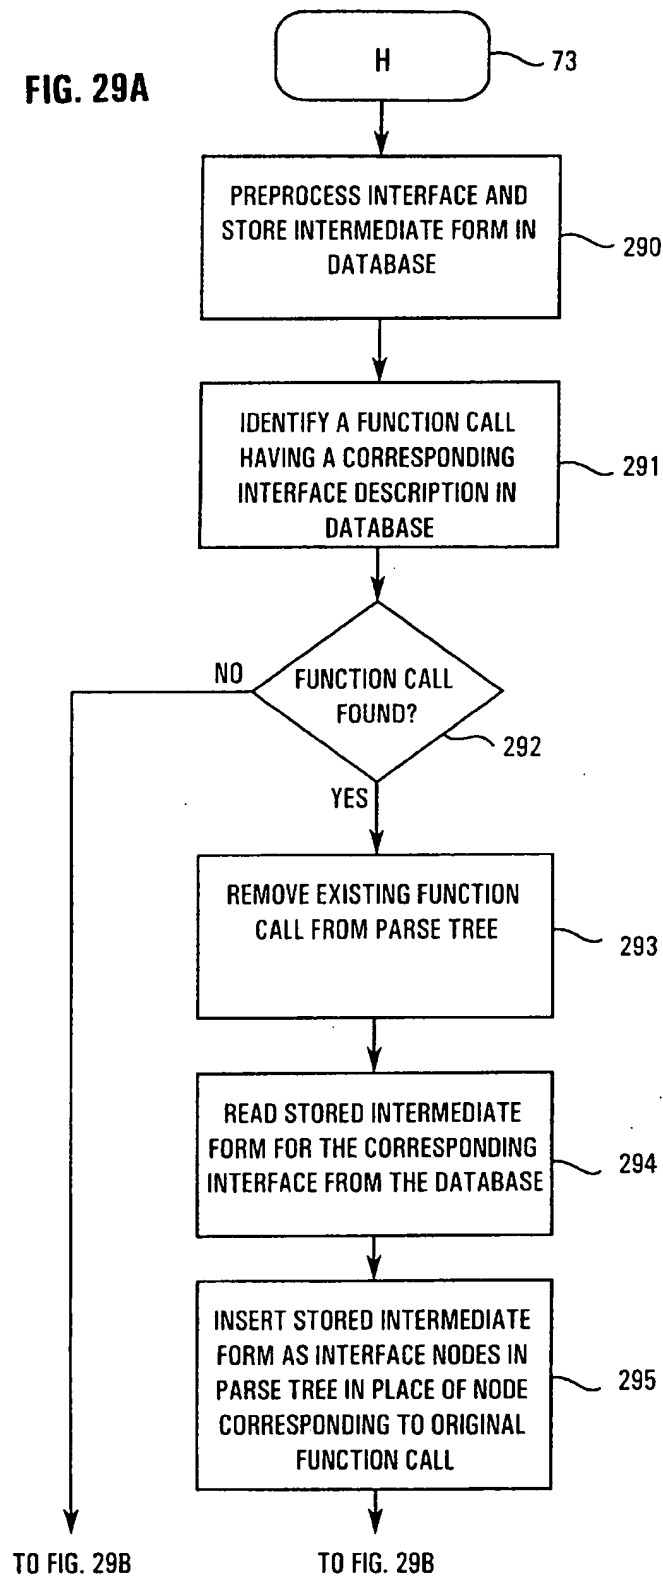 FIG. 29A
H
73
PREPROCESS INTERFACE AND
STORE INTERMEDIATE FORM IN
DATABASE
290
IDENTIFY A FUNCTION CALL
HAVING A CORRESPONDING
INTERFACE DESCRIPTION IN
DATABASE
291
NO
FUNCTION CALL
FOUND?
292
YES
REMOVE EXISTING FUNCTION
CALL FROM PARSE TREE
293
READ STORED INTERMEDIATE
FORM FOR THE CORRESPONDING
INTERFACE FROM THE DATABASE
294
INSERT STORED INTERMEDIATE
FORM AS INTERFACE NODES IN
PARSE TREE IN PLACE OF NODE
CORRESPONDING TO ORIGINAL
FUNCTION CALL
295
TO FIG. 29B
TO FIG. 29B